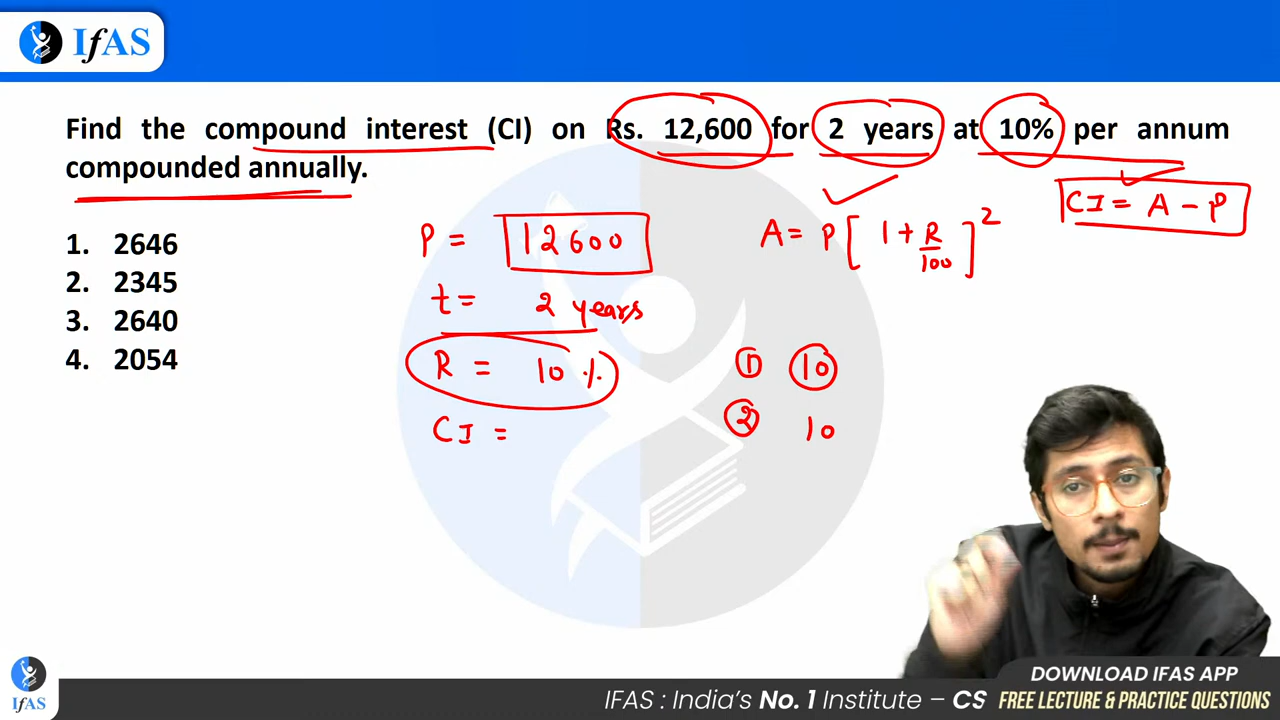 IfAS
Find the compound interest (CI) on Rs. 12,600 for 2 years at 10% per annum
compounded annually.
CI = A - P
1. 2646
2. 2345
3. 2640
4. 2054
P = 12600
A = P [ 1 + R/100 ]²
t = 2 years
R = 10 %
① 10
CI =
② 10
IfAS
DOWNLOAD IFAS APP
IFAS : India's No. 1 Institute – CS FREE LECTURE & PRACTICE QUESTIONS